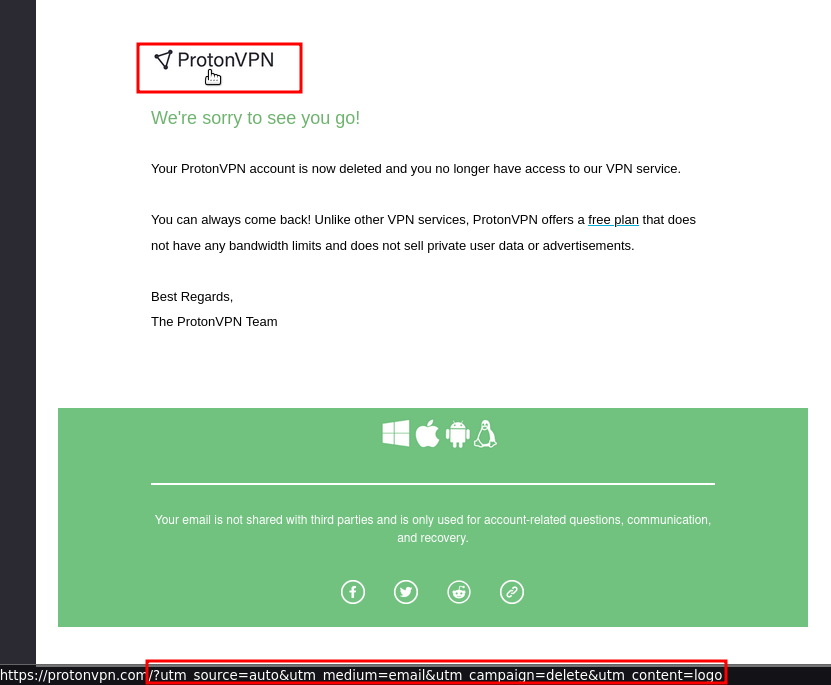 ProtonVPN
We're sorry to see you go!
Your ProtonVPN account is now deleted and you no longer have access to our VPN service.
You can always come back! Unlike other VPN services, ProtonVPN offers a free plan that does
not have any bandwidth limits and does not sell private user data or advertisements.
Best Regards,
The ProtonVPN Team
Your email is not shared with third parties and is only used for account-related questions, communication,
and recovery.
https://protonvpn.com/?utm_source=auto&utm_medium=email&utm_campaign=delete&utm_content=logo